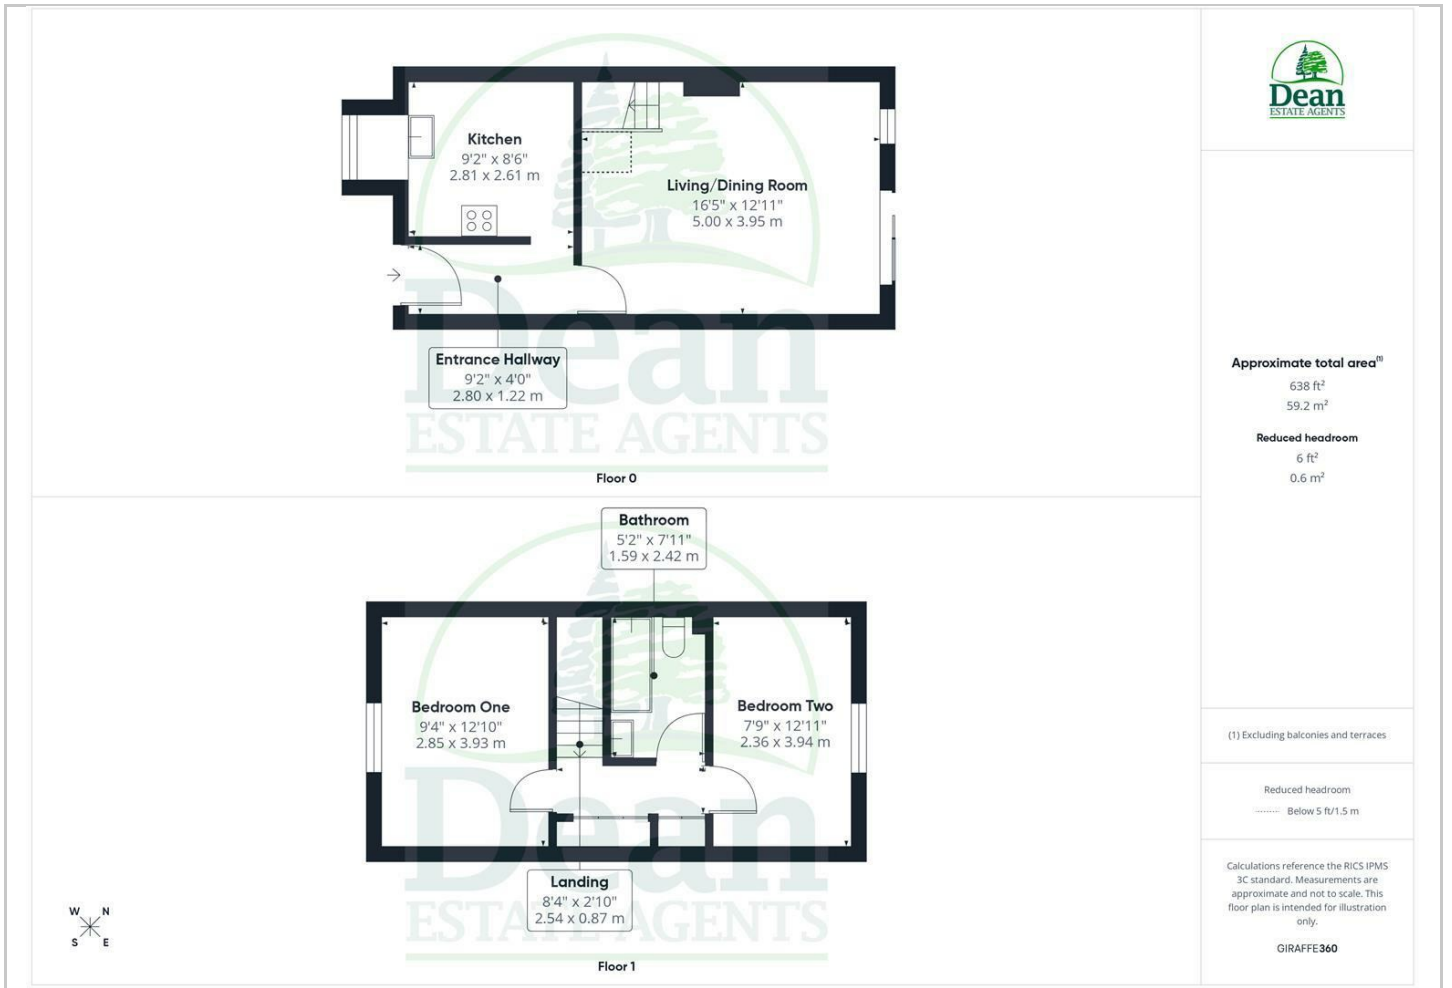 Kitchen
9'2" x 8'6"
2.81 x 2.61 m
Living/Dining Room
16'5" x 12'11"
5.00 x 3.95 m
Entrance Hallway
9'2" x 4'0"
2.80 x 1.22 m
Dean
ESTATE AGENTS
Floor 0
Bathroom
5'2" x 7'11"
1.59 x 2.42 m
Bedroom One
9'4" x 12'10"
2.85 x 3.93 m
Bedroom Two
7'9" x 12'11"
2.36 x 3.94 m
Landing
8'4" x 2'10"
2.54 x 0.87 m
Dean
ESTATE AGENTS
Floor 1
W N
S E
Dean
ESTATE AGENTS
Approximate total area(1)
638 ft²
59.2 m²
Reduced headroom
6 ft²
0.6 m²
(1) Excluding balconies and terraces
Reduced headroom
Below 5 ft/1.5 m
Calculations reference the RICS IPMS
3C standard. Measurements are
approximate and not to scale. This
floor plan is intended for illustration
only.
GIRAFFE360